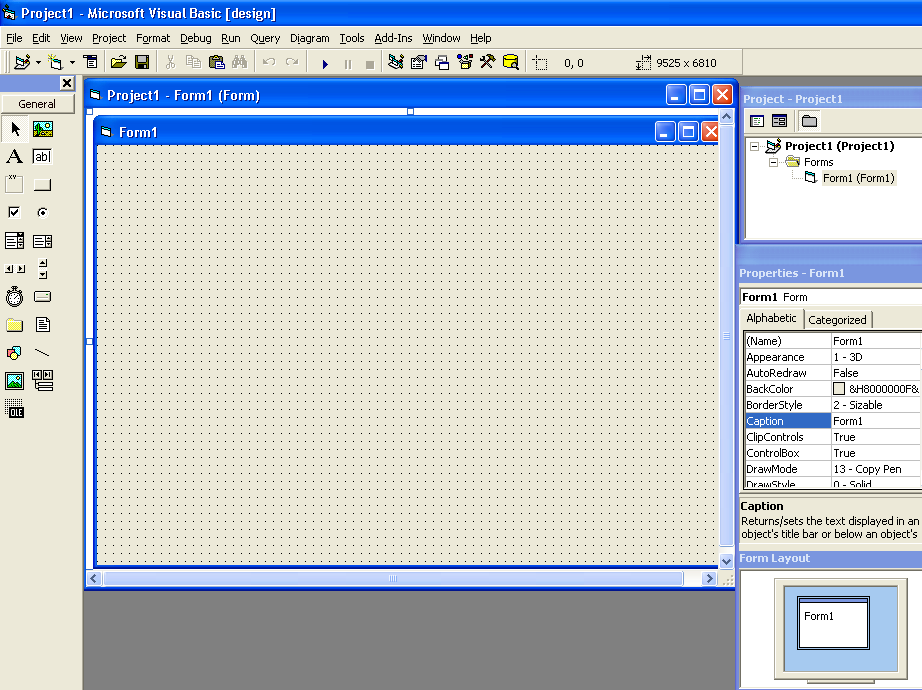 Project1 - Microsoft Visual Basic [design]
File Edit View Project Format Debug Run Query Diagram Tools Add-Ins Window Help
0, 0 9525 x 6810
General
A ab|
xy
OLE
Project1 - Form1 (Form)
Form1
Project - Project1
Project1 (Project1)
Forms
Form1 (Form1)
Properties - Form1
Form1 Form
Alphabetic Categorized
(Name) Form1
Appearance 1 - 3D
AutoRedraw False
BackColor &H8000000F&
BorderStyle 2 - Sizable
Caption Form1
ClipControls True
ControlBox True
DrawMode 13 - Copy Pen
DrawStyle 0 - Solid
Caption
Returns/sets the text displayed in an
object's title bar or below an object's
Form Layout
Form1